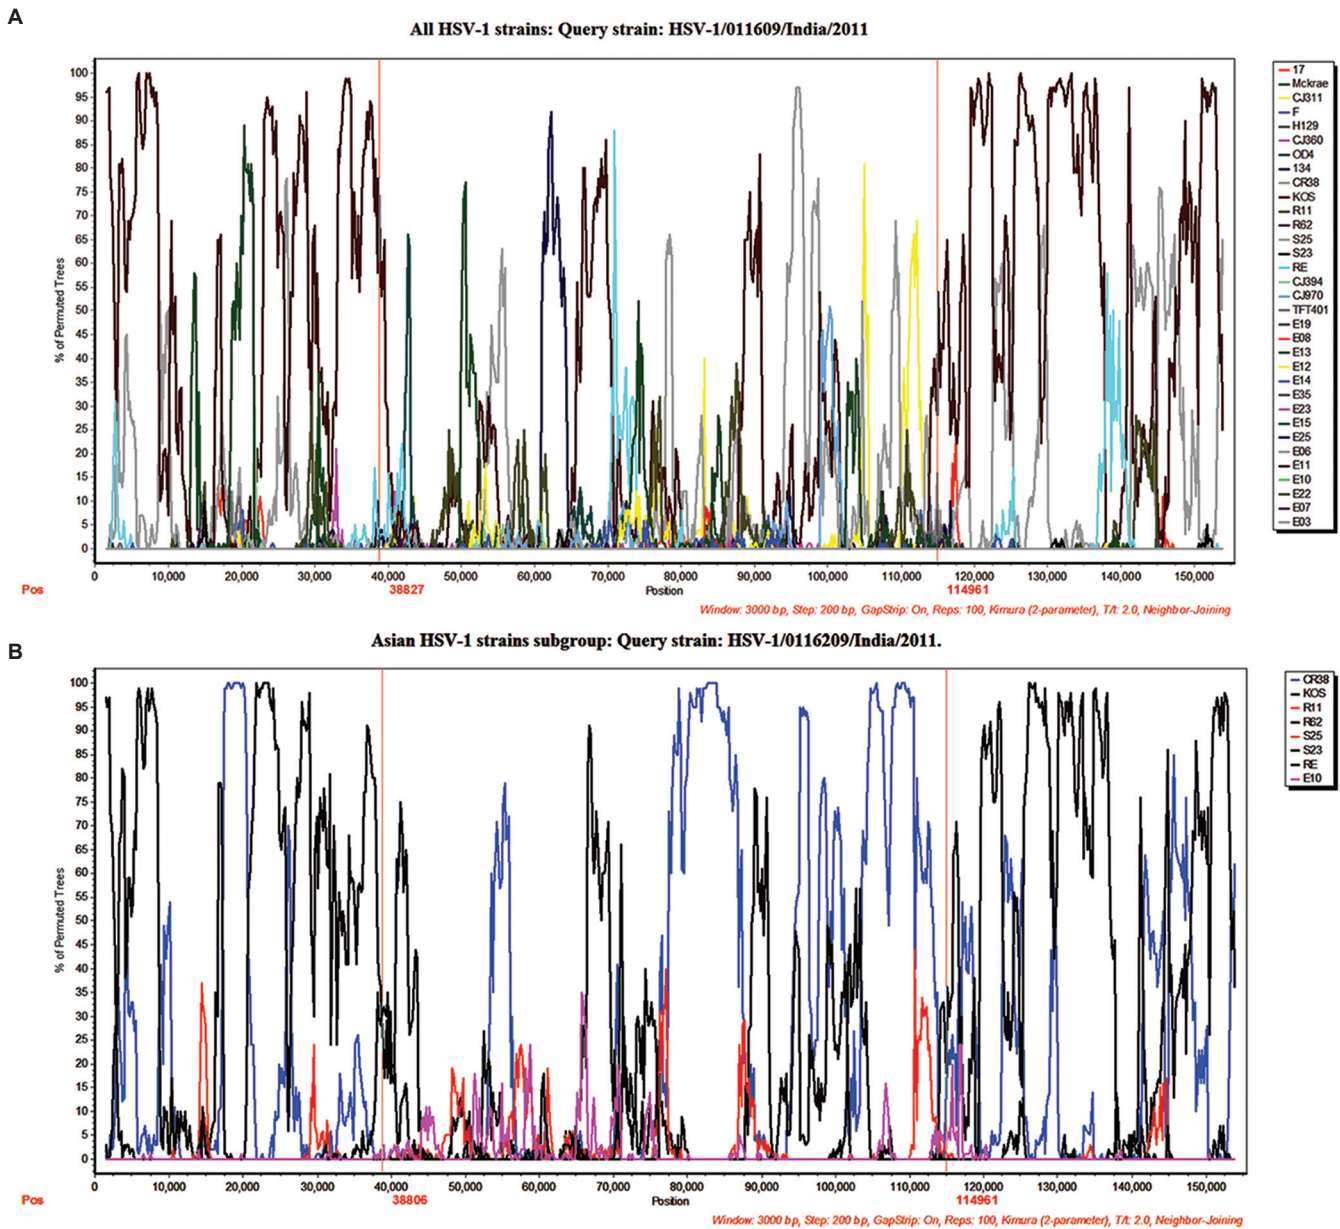 A
All HSV-1 strains: Query strain: HSV-1/011609/India/2011
100
95
90
85
80
75
70
65
60
55
50
45
40
35
30
25
20
15
10
5
0
% of Permuted Trees
0 10,000 20,000 30,000 40,000 50,000 60,000 70,000 80,000 90,000 100,000 110,000 120,000 130,000 140,000 150,000
Pos 38827 Position 114961
Window: 3000 bp, Step: 200 bp, GapStrip: On, Reps: 100, Kimura (2-parameter), T/t: 2.0, Neighbor-Joining
17
Mckrae
CJ311
F
H129
CJ360
OD4
134
CR38
KOS
R11
R62
S25
S23
RE
CJ394
CJ970
TFT401
E19
E08
E13
E12
E14
E35
E23
E15
E25
E06
E11
E10
E22
E07
E03
B
Asian HSV-1 strains subgroup: Query strain: HSV-1/0116209/India/2011.
100
95
90
85
80
75
70
65
60
55
50
45
40
35
30
25
20
15
10
5
0
% of Permuted Trees
0 10,000 20,000 30,000 40,000 50,000 60,000 70,000 80,000 90,000 100,000 110,000 120,000 130,000 140,000 150,000
Pos 38806 Position 114961
Window: 3000 bp, Step: 200 bp, GapStrip: On, Reps: 100, Kimura (2-parameter), T/t: 2.0, Neighbor-Joining
CR38
KOS
R11
R62
S25
S23
RE
E10